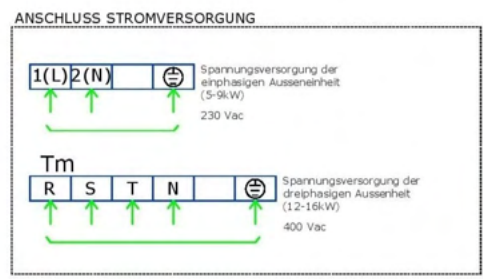 ANSCHLUSS STROMVERSORGUNG
1(L) 2(N)
Spannungsversorgung der
einphasigen Ausseneinheit
(5-9kW)
230 Vac
Tm
R S T N
Spannungsversorgung der
dreiphasigen Aussenheit
(12-16kW)
400 Vac